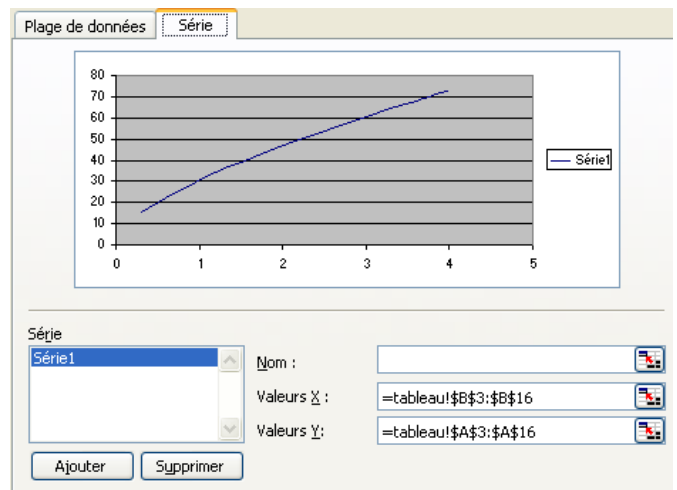 Plage de données Série
80
70
60
50
40
30
20
10
0
0 1 2 3 4 5
Série1
Série
Série1
Nom :
Valeurs X : =tableau!$B$3:$B$16
Valeurs Y: =tableau!$A$3:$A$16
Ajouter Supprimer